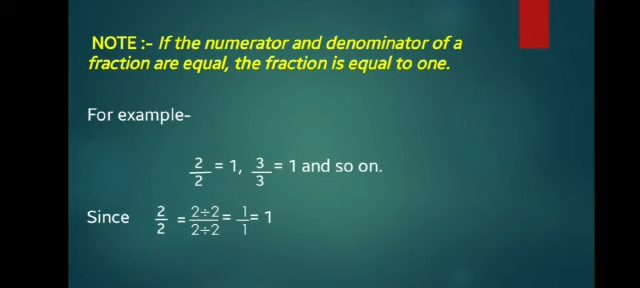 NOTE :- If the numerator and denominator of a
fraction are equal, the fraction is equal to one.
For example-
2/2 = 1, 3/3 = 1 and so on.
Since 2/2 = 2÷2/2÷2 = 1/1 = 1